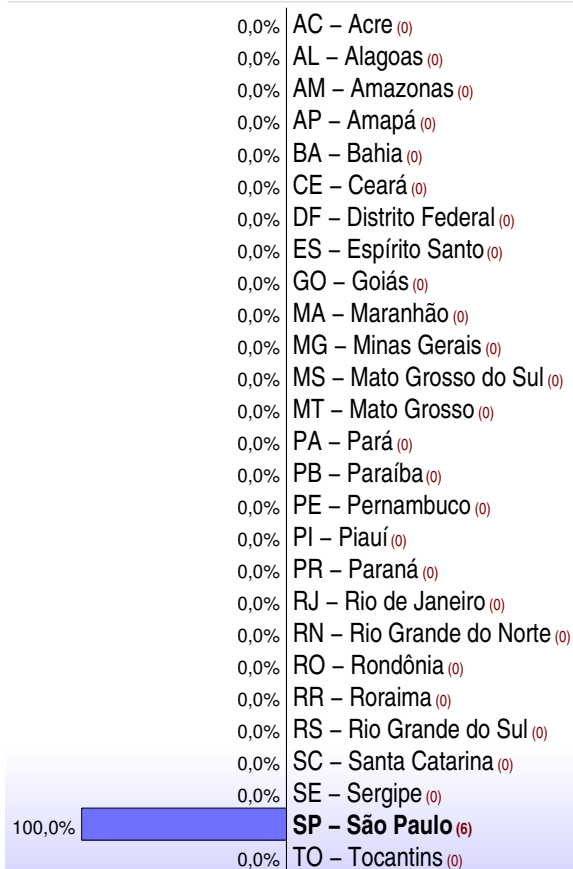 0,0% AC – Acre (0)
0,0% AL – Alagoas (0)
0,0% AM – Amazonas (0)
0,0% AP – Amapá (0)
0,0% BA – Bahia (0)
0,0% CE – Ceará (0)
0,0% DF – Distrito Federal (0)
0,0% ES – Espírito Santo (0)
0,0% GO – Goiás (0)
0,0% MA – Maranhão (0)
0,0% MG – Minas Gerais (0)
0,0% MS – Mato Grosso do Sul (0)
0,0% MT – Mato Grosso (0)
0,0% PA – Pará (0)
0,0% PB – Paraíba (0)
0,0% PE – Pernambuco (0)
0,0% PI – Piauí (0)
0,0% PR – Paraná (0)
0,0% RJ – Rio de Janeiro (0)
0,0% RN – Rio Grande do Norte (0)
0,0% RO – Rondônia (0)
0,0% RR – Roraima (0)
0,0% RS – Rio Grande do Sul (0)
0,0% SC – Santa Catarina (0)
0,0% SE – Sergipe (0)
100,0% SP – São Paulo (6)
0,0% TO – Tocantins (0)